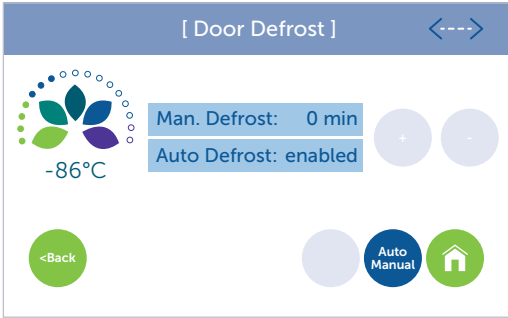 [ Door Defrost ]
<---->
Man. Defrost: 0 min
Auto Defrost: enabled
+ -
-86°C
<Back
Auto
Manual